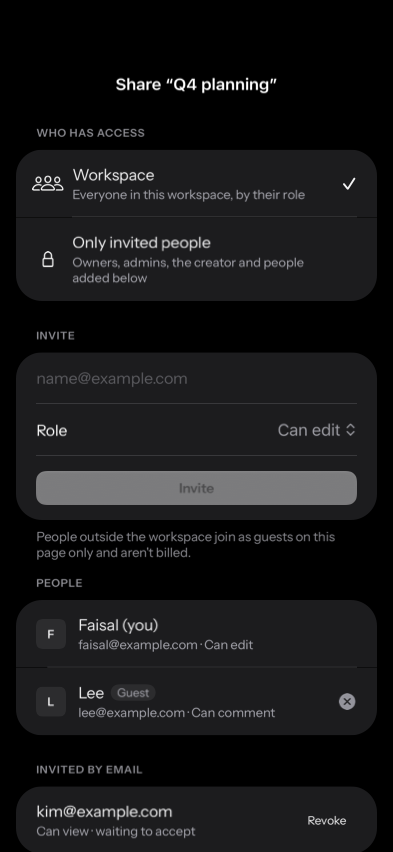 Share “Q4 planning”
WHO HAS ACCESS
Workspace
Everyone in this workspace, by their role
Only invited people
Owners, admins, the creator and people
added below
INVITE
name@example.com
Role
Can edit
Invite
People outside the workspace join as guests on this
page only and aren't billed.
PEOPLE
F
Faisal (you)
faisal@example.com · Can edit
L
Lee Guest
lee@example.com · Can comment
INVITED BY EMAIL
kim@example.com
Can view · waiting to accept
Revoke